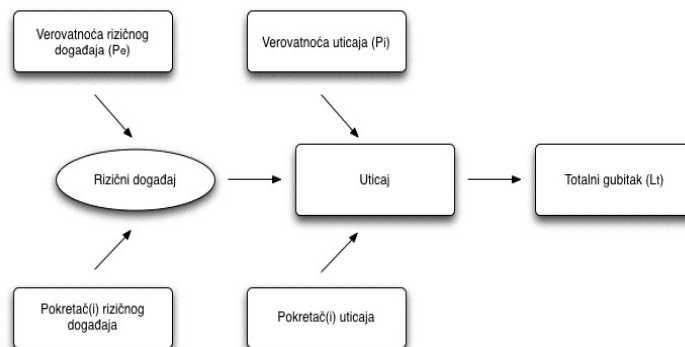 Verovatnoća rizičnog
događaja (Pe)
Verovatnoća uticaja (Pi)
Rizični događaj
Uticaj
Totalni gubitak (Lt)
Pokretač(i) rizičnog
događaja
Pokretač(i) uticaja